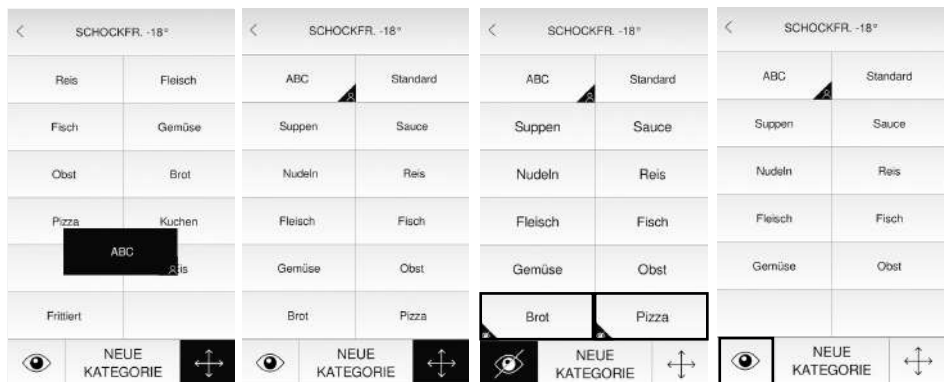 SCHOCKFR. -18°
Reis Fleisch
Fisch Gemüse
Obst Brot
Pizza Kuchen
ABC
is
Frittiert
NEUE
KATEGORIE
SCHOCKFR. -18°
ABC Standard
Suppen Sauce
Nudeln Reis
Fleisch Fisch
Gemüse Obst
Brot Pizza
NEUE
KATEGORIE
SCHOCKFR. -18°
ABC Standard
Suppen Sauce
Nudeln Reis
Fleisch Fisch
Gemüse Obst
Brot Pizza
NEUE
KATEGORIE
SCHOCKFR. -18°
ABC Standard
Suppen Sauce
Nudeln Reis
Fleisch Fisch
Gemüse Obst
NEUE
KATEGORIE